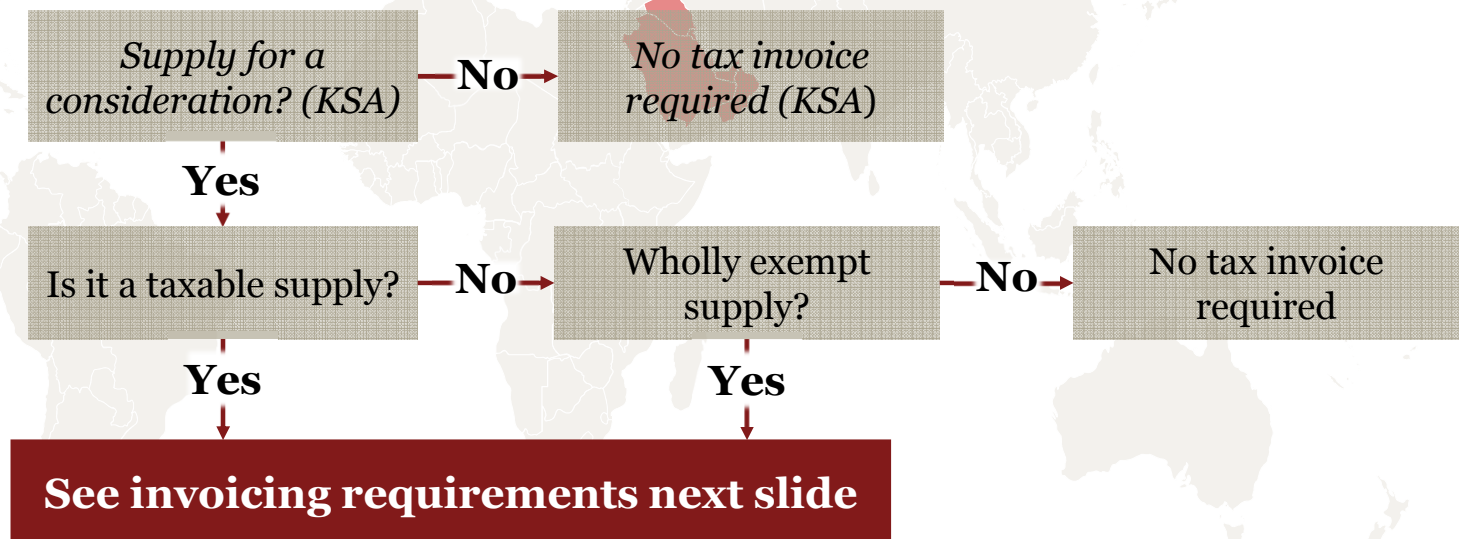 Supply for a
consideration? (KSA)
No
No tax invoice
required (KSA)
Yes
Is it a taxable supply?
No
Wholly exempt
supply?
No
No tax invoice
required
Yes
Yes
See invoicing requirements next slide